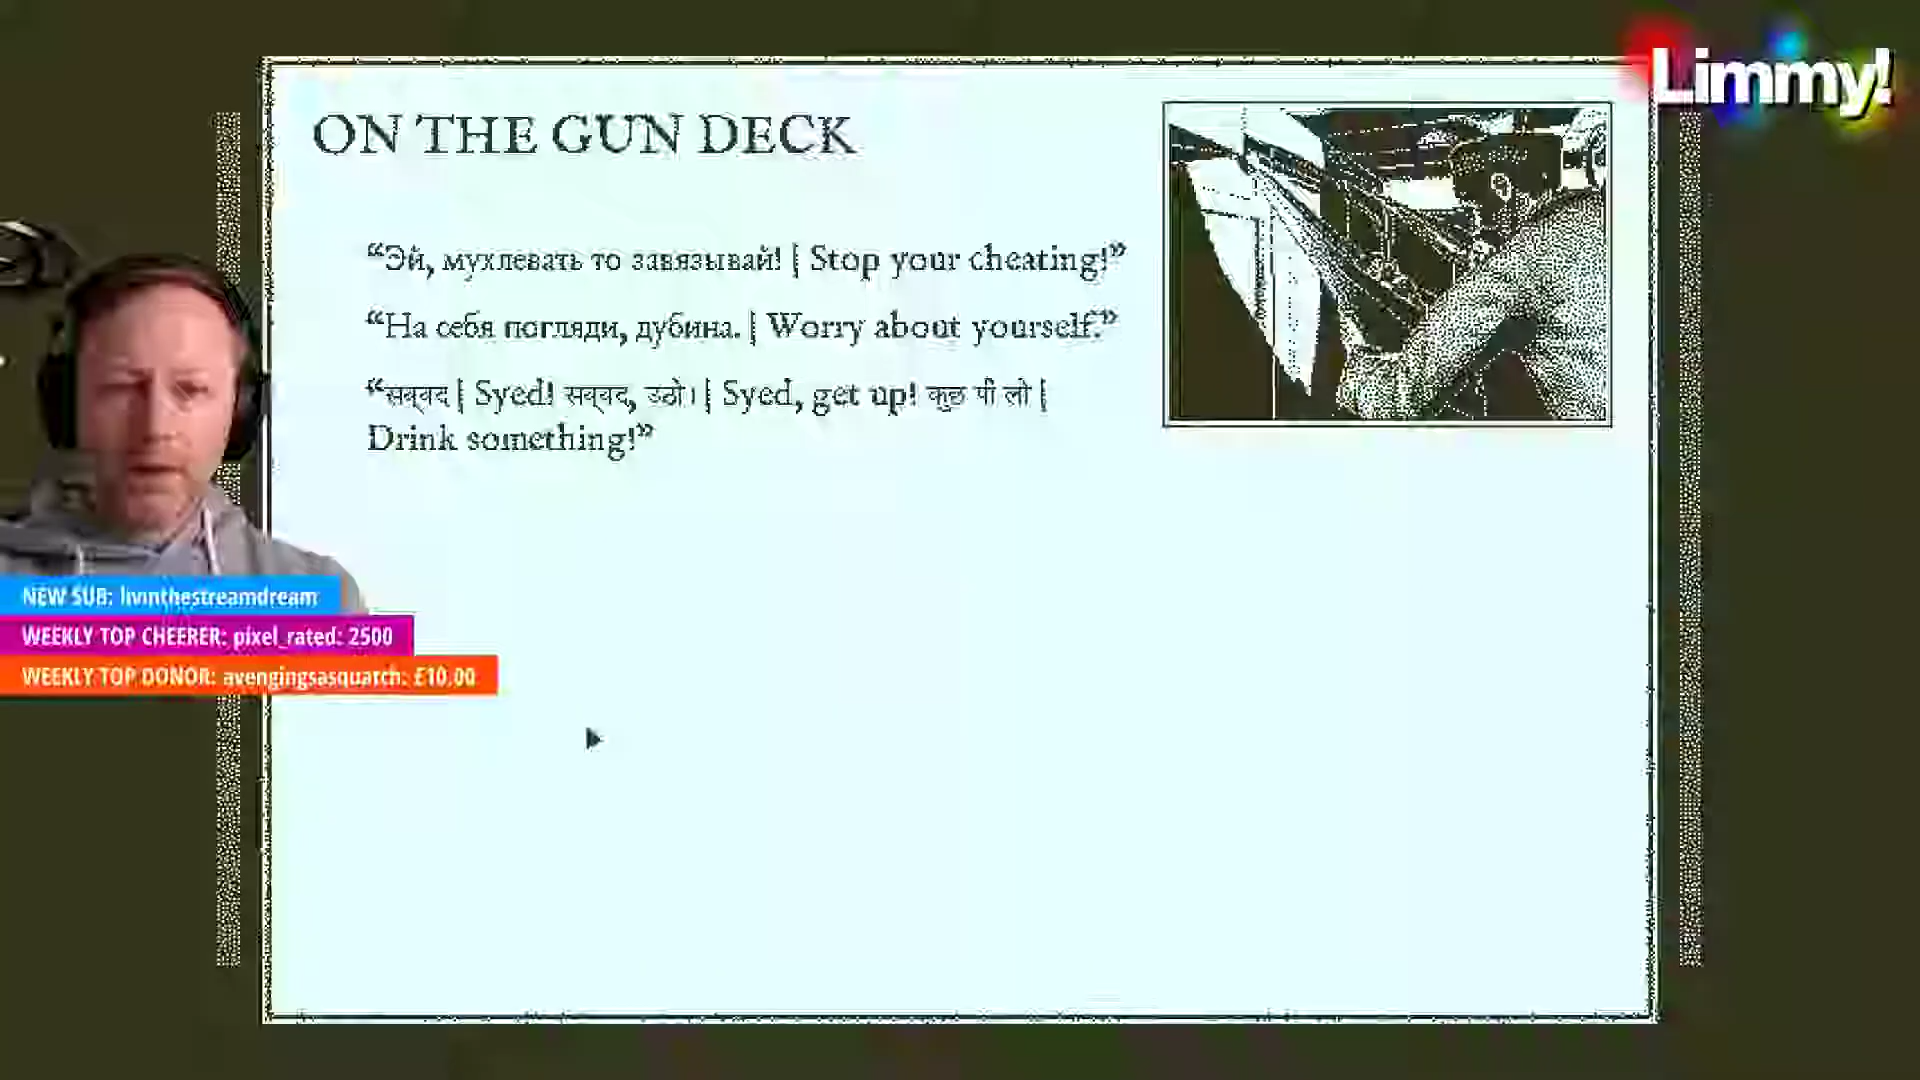 Limmy!
ON THE GUN DECK
“Эй, мухлевать то завязывай! | Stop your cheating!”
“На себя погляди, дубина. | Worry about yourself.”
“सय्यद | Syed! सय्यद, उठो। | Syed, get up! कुछ पी लो |
Drink something!”
NEW SUB: livinthestreamdream
WEEKLY TOP CHEERER: pixel_rated: 2500
WEEKLY TOP DONOR: avengingsasquatch: £10.00